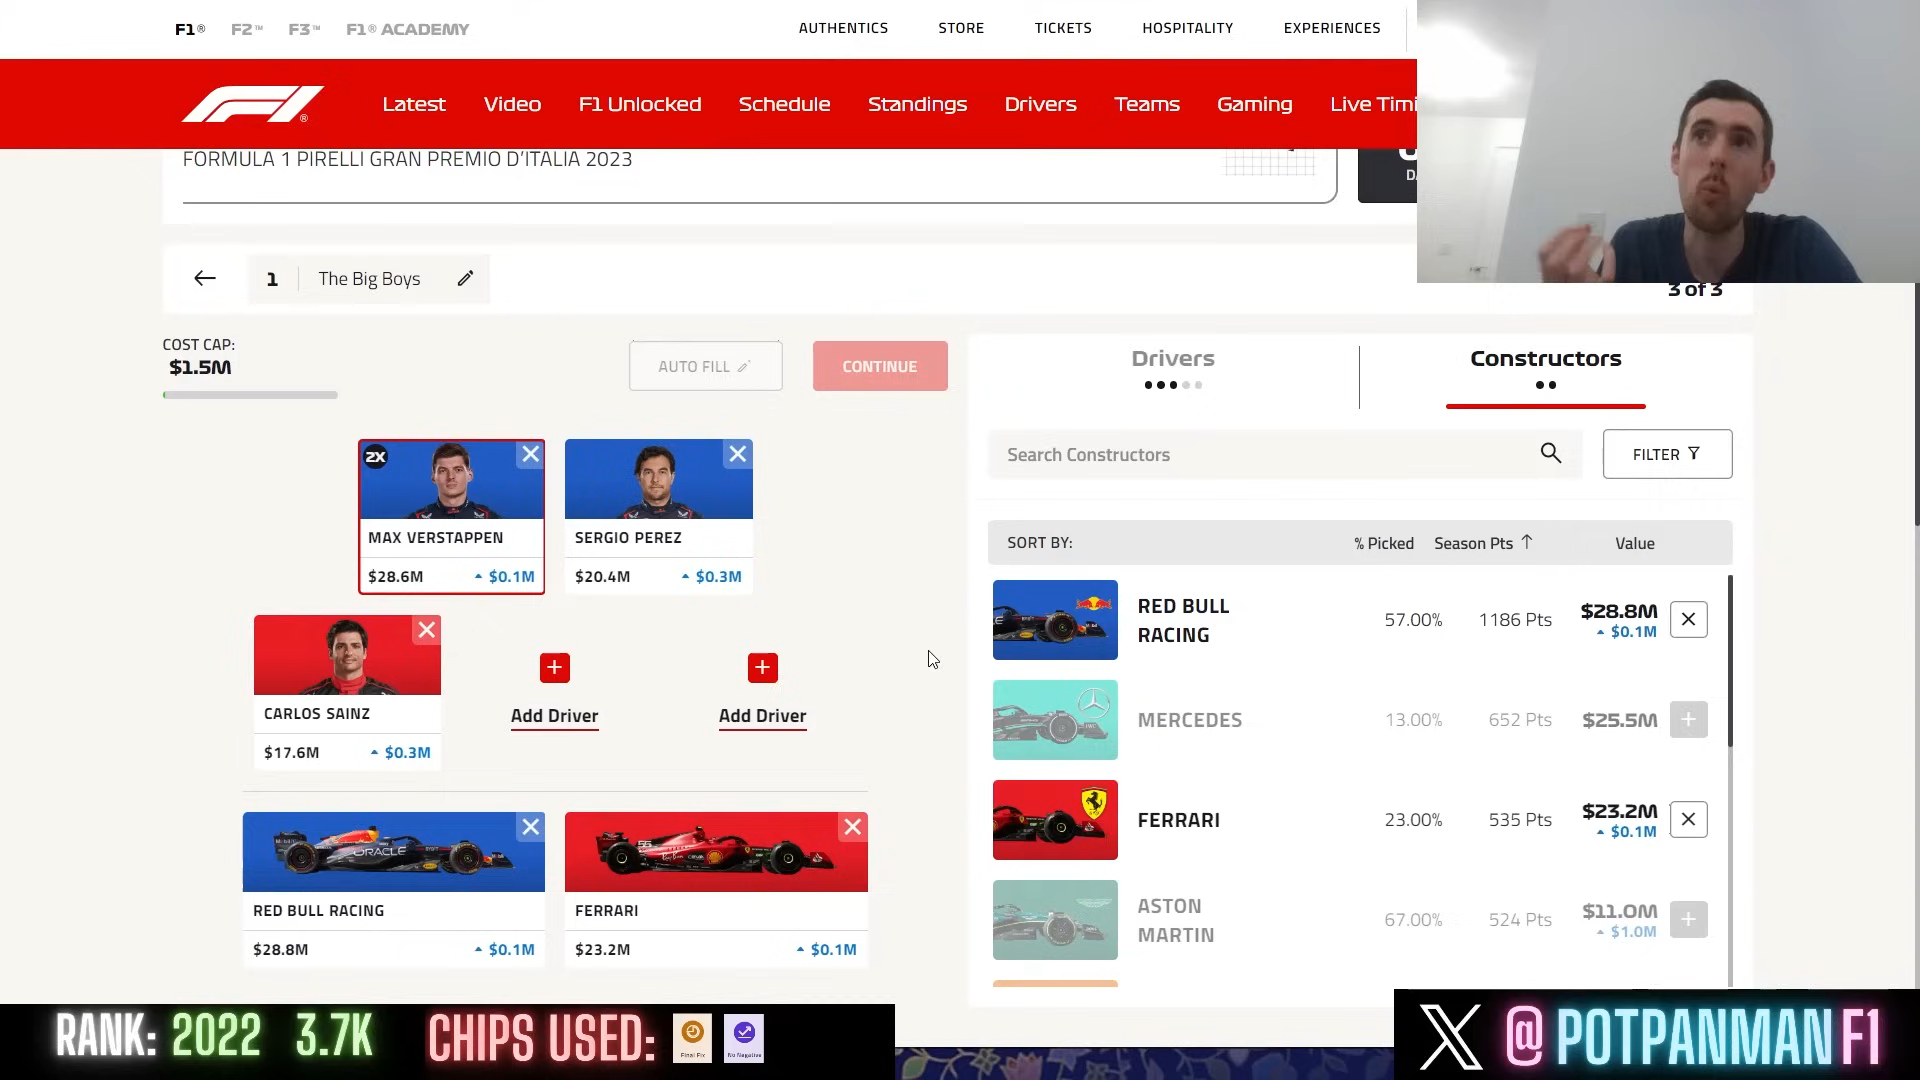 F1® F2™ F3™ F1® ACADEMY
AUTHENTICS STORE TICKETS HOSPITALITY EXPERIENCES
F1® Latest Video F1 Unlocked Schedule Standings Drivers Teams Gaming Live Timi
FORMULA 1 PIRELLI GRAN PREMIO D'ITALIA 2023
1 The Big Boys
3 of 3
COST CAP:
$1.5M
AUTO FILL
CONTINUE
Drivers
Constructors
Search Constructors
FILTER
SORT BY: % Picked Season Pts Value
2X
MAX VERSTAPPEN
$28.6M $0.1M
SERGIO PEREZ
$20.4M $0.3M
CARLOS SAINZ
$17.6M $0.3M
Add Driver
Add Driver
ORACLE
RED BULL RACING
$28.8M $0.1M
FERRARI
$23.2M $0.1M
RED BULL
RACING
57.00% 1186 Pts $28.8M
$0.1M
MERCEDES 13.00% 652 Pts $25.5M
FERRARI 23.00% 535 Pts $23.2M
$0.1M
ASTON
MARTIN
67.00% 524 Pts $11.0M
$1.0M
RANK: 2022 3.7K CHIPS USED:
Final Fix
No Negative
X @POTPANMANF1